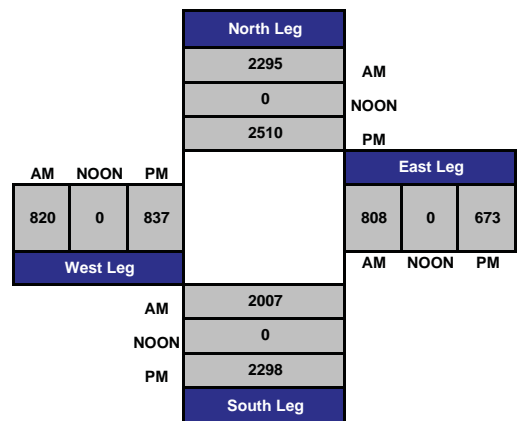 North Leg
2295
AM
0
NOON
2510
PM
AM NOON PM
East Leg
820 0 837
808 0 673
West Leg
AM NOON PM
AM
2007
NOON
0
PM
2298
South Leg